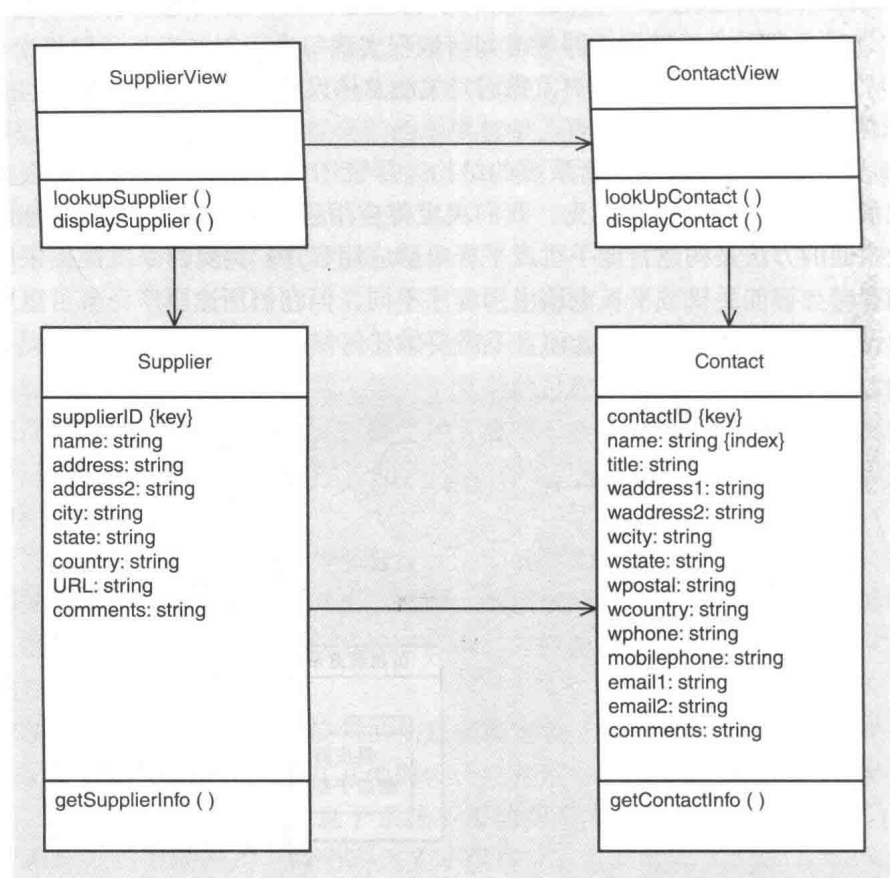 SupplierView
lookupSupplier ( )
displaySupplier ( )
ContactView
lookUpContact ( )
displayContact ( )
Supplier
supplierID {key}
name: string
address: string
address2: string
city: string
state: string
country: string
URL: string
comments: string
getSupplierInfo ( )
Contact
contactID {key}
name: string {index}
title: string
waddress1: string
waddress2: string
wcity: string
wstate: string
wpostal: string
wcountry: string
wphone: string
mobilephone: string
email1: string
email2: string
comments: string
getContactInfo ( )